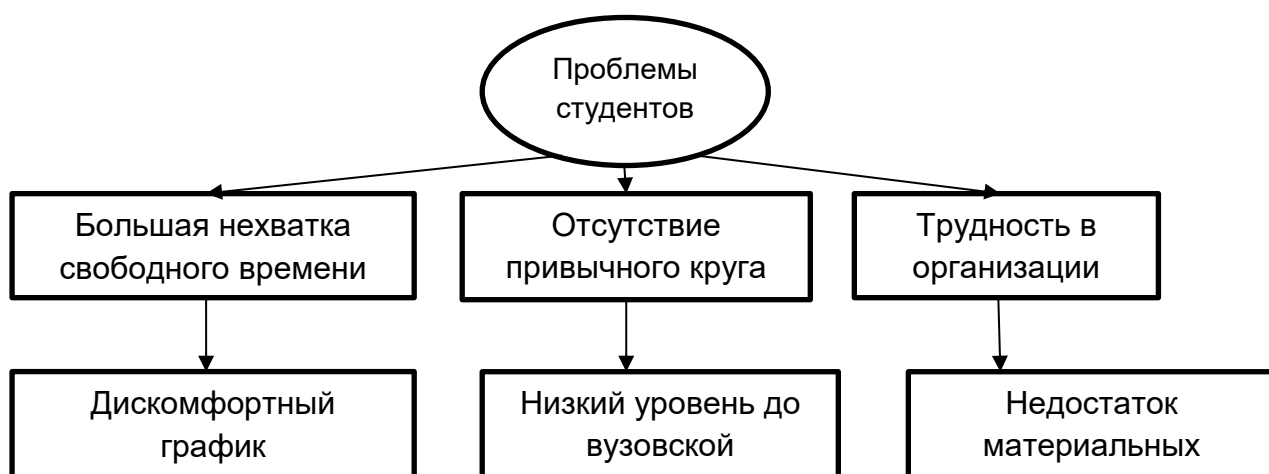 Проблемы
студентов
Большая нехватка
свободного времени
Отсутствие
привычного круга
Трудность в
организации
Дискомфортный
график
Низкий уровень до
вузовской
Недостаток
материальных